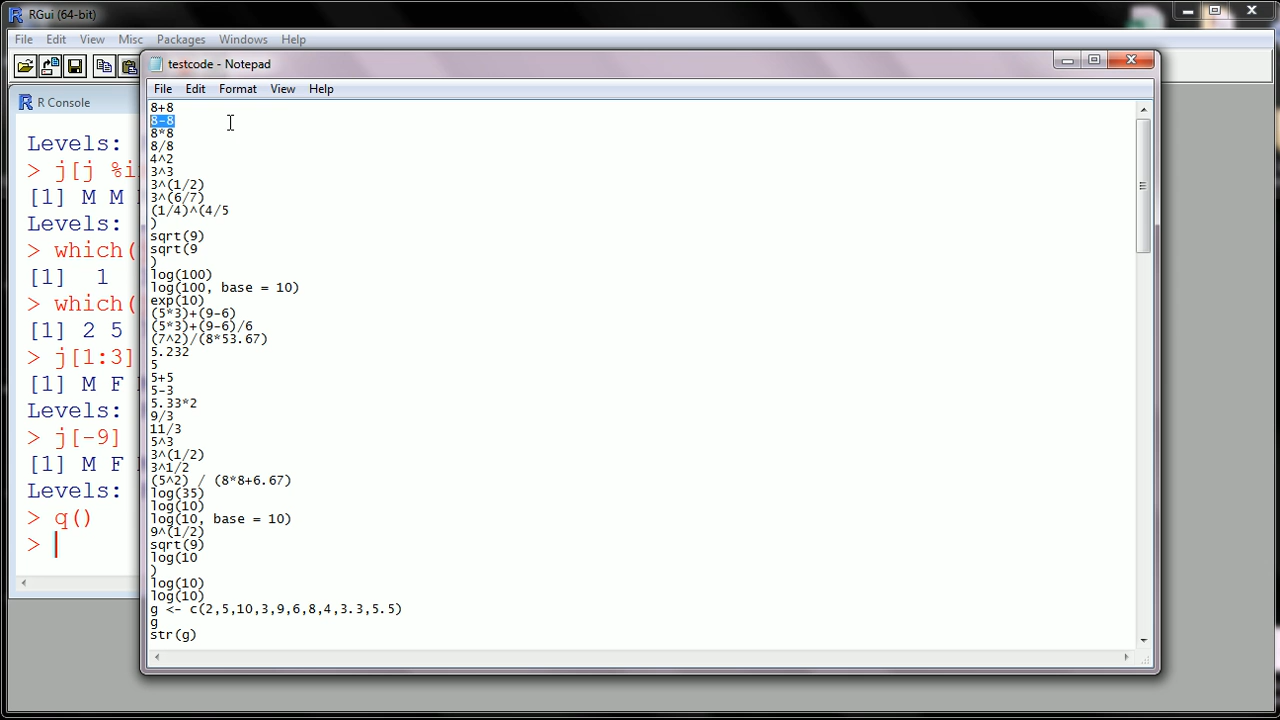 RGui (64-bit)
File Edit View Misc Packages Windows Help
testcode - Notepad
File Edit Format View Help
R Console
Levels:
> j[j %i
[1] M M
Levels:
> which(
[1] 1
> which(
[1] 2 5
> j[1:3]
[1] M F
Levels:
> j[-9]
[1] M F
Levels:
> q()
>
8+8
8-8
8*8
8/8
4^2
3^3
3^(1/2)
3^(6/7)
(1/4)^(4/5
)
sqrt(9)
sqrt(9
)
log(100)
log(100, base = 10)
exp(10)
(5*3)+(9-6)
(5*3)+(9-6)/6
(7^2)/(8*53.67)
5.232
5
5+5
5-3
5.33*2
9/3
11/3
5^3
3^(1/2)
3^1/2
(5^2) / (8*8+6.67)
log(35)
log(10)
log(10, base = 10)
9^(1/2)
sqrt(9)
log(10
)
log(10)
log(10)
g <- c(2,5,10,3,9,6,8,4,3.3,5.5)
g
str(g)